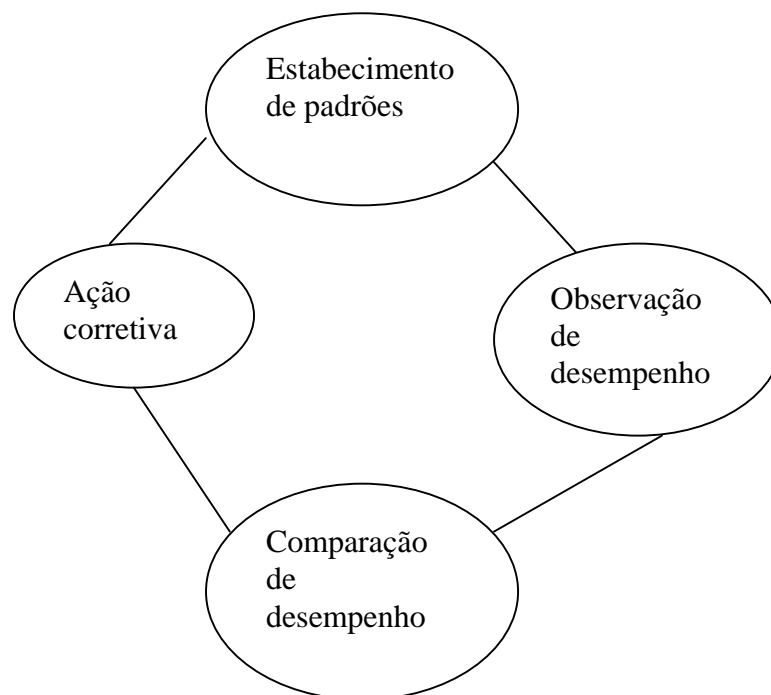 Estabecimento
de padrões
Ação
corretiva
Observação
de
desempenho
Comparação
de
desempenho